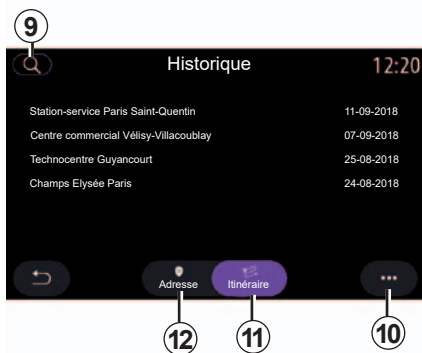 9
Historique 12:20
Station-service Paris Saint-Quentin 11-09-2018
Centre commercial Vélisy-Villacoublay 07-09-2018
Technocentre Guyancourt 25-08-2018
Champs Elysée Paris 24-08-2018
Adresse Itinéraire
12 11 10